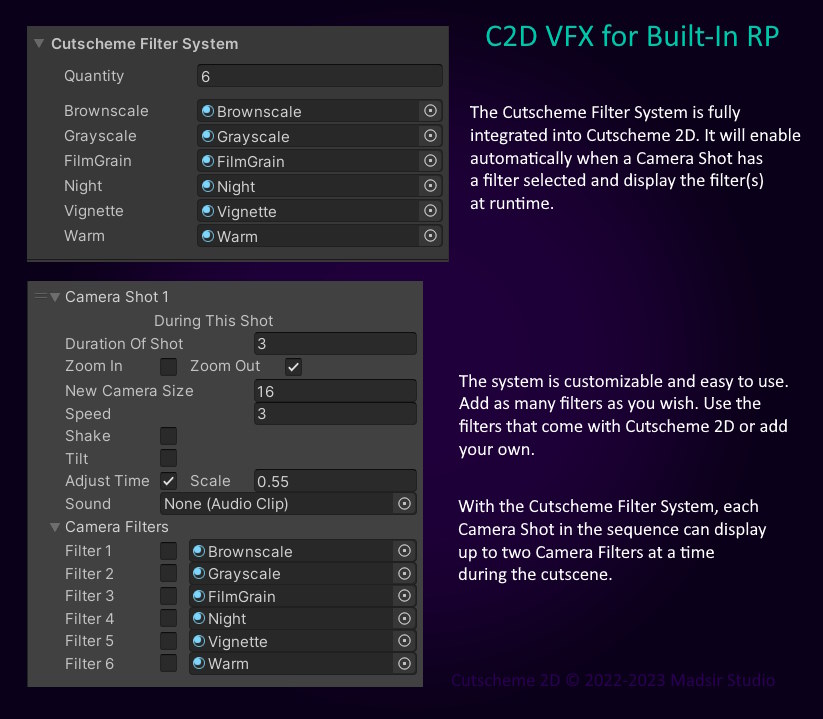 Cutscheme Filter System
Quantity 6
Brownscale Brownscale
Grayscale Grayscale
FilmGrain FilmGrain
Night Night
Vignette Vignette
Warm Warm
C2D VFX for Built-In RP
The Cutscheme Filter System is fully
integrated into Cutscheme 2D. It will enable
automatically when a Camera Shot has
a filter selected and display the filter(s)
at runtime.
Camera Shot 1
During This Shot
Duration Of Shot 3
Zoom In Zoom Out
New Camera Size 16
Speed 3
Shake
Tilt
Adjust Time Scale 0.55
Sound None (Audio Clip)
Camera Filters
Filter 1 Brownscale
Filter 2 Grayscale
Filter 3 FilmGrain
Filter 4 Night
Filter 5 Vignette
Filter 6 Warm
The system is customizable and easy to use.
Add as many filters as you wish. Use the
filters that come with Cutscheme 2D or add
your own.
With the Cutscheme Filter System, each
Camera Shot in the sequence can display
up to two Camera Filters at a time
during the cutscene.
Cutscheme 2D © 2022-2023 Madsir Studio